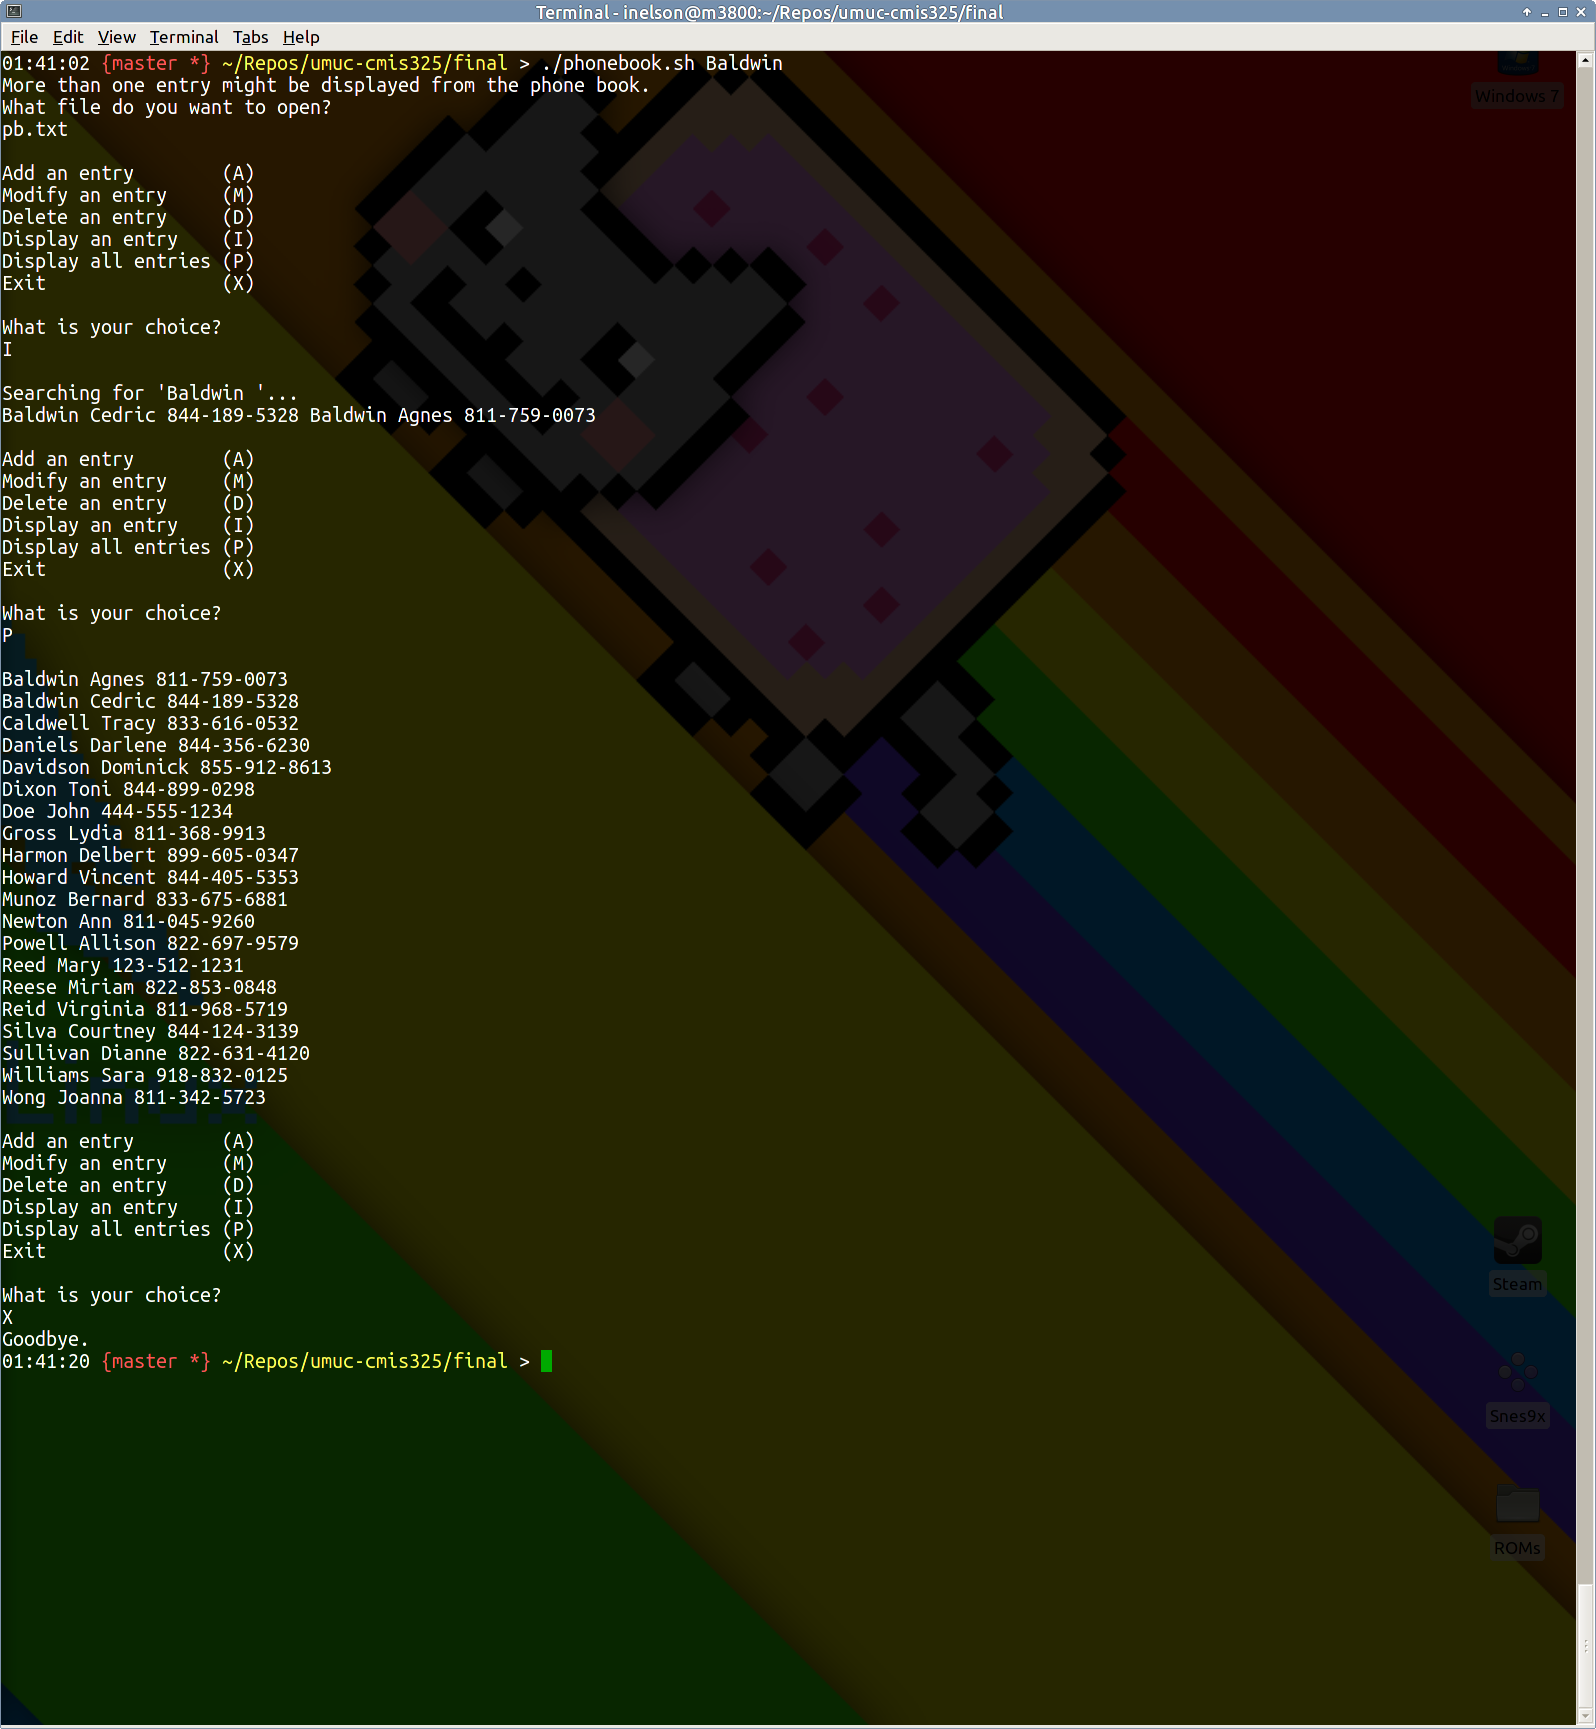 Terminal - inelson@m3800:~/Repos/umuc-cmis325/final
File Edit View Terminal Tabs Help
01:41:02 {master *} ~/Repos/umuc-cmis325/final > ./phonebook.sh Baldwin
More than one entry might be displayed from the phone book.
What file do you want to open?
pb.txt
Add an entry (A)
Modify an entry (M)
Delete an entry (D)
Display an entry (I)
Display all entries (P)
Exit (X)
What is your choice?
I
Searching for 'Baldwin '...
Baldwin Cedric 844-189-5328 Baldwin Agnes 811-759-0073
Add an entry (A)
Modify an entry (M)
Delete an entry (D)
Display an entry (I)
Display all entries (P)
Exit (X)
What is your choice?
P
Baldwin Agnes 811-759-0073
Baldwin Cedric 844-189-5328
Caldwell Tracy 833-616-0532
Daniels Darlene 844-356-6230
Davidson Dominick 855-912-8613
Dixon Toni 844-899-0298
Doe John 444-555-1234
Gross Lydia 811-368-9913
Harmon Delbert 899-605-0347
Howard Vincent 844-405-5353
Munoz Bernard 833-675-6881
Newton Ann 811-045-9260
Powell Allison 822-697-9579
Reed Mary 123-512-1231
Reese Miriam 822-853-0848
Reid Virginia 811-968-5719
Silva Courtney 844-124-3139
Sullivan Dianne 822-631-4120
Williams Sara 918-832-0125
Wong Joanna 811-342-5723
Add an entry (A)
Modify an entry (M)
Delete an entry (D)
Display an entry (I)
Display all entries (P)
Exit (X)
What is your choice?
X
Goodbye.
01:41:20 {master *} ~/Repos/umuc-cmis325/final >
Windows 7
Steam
Snes9x
ROMs